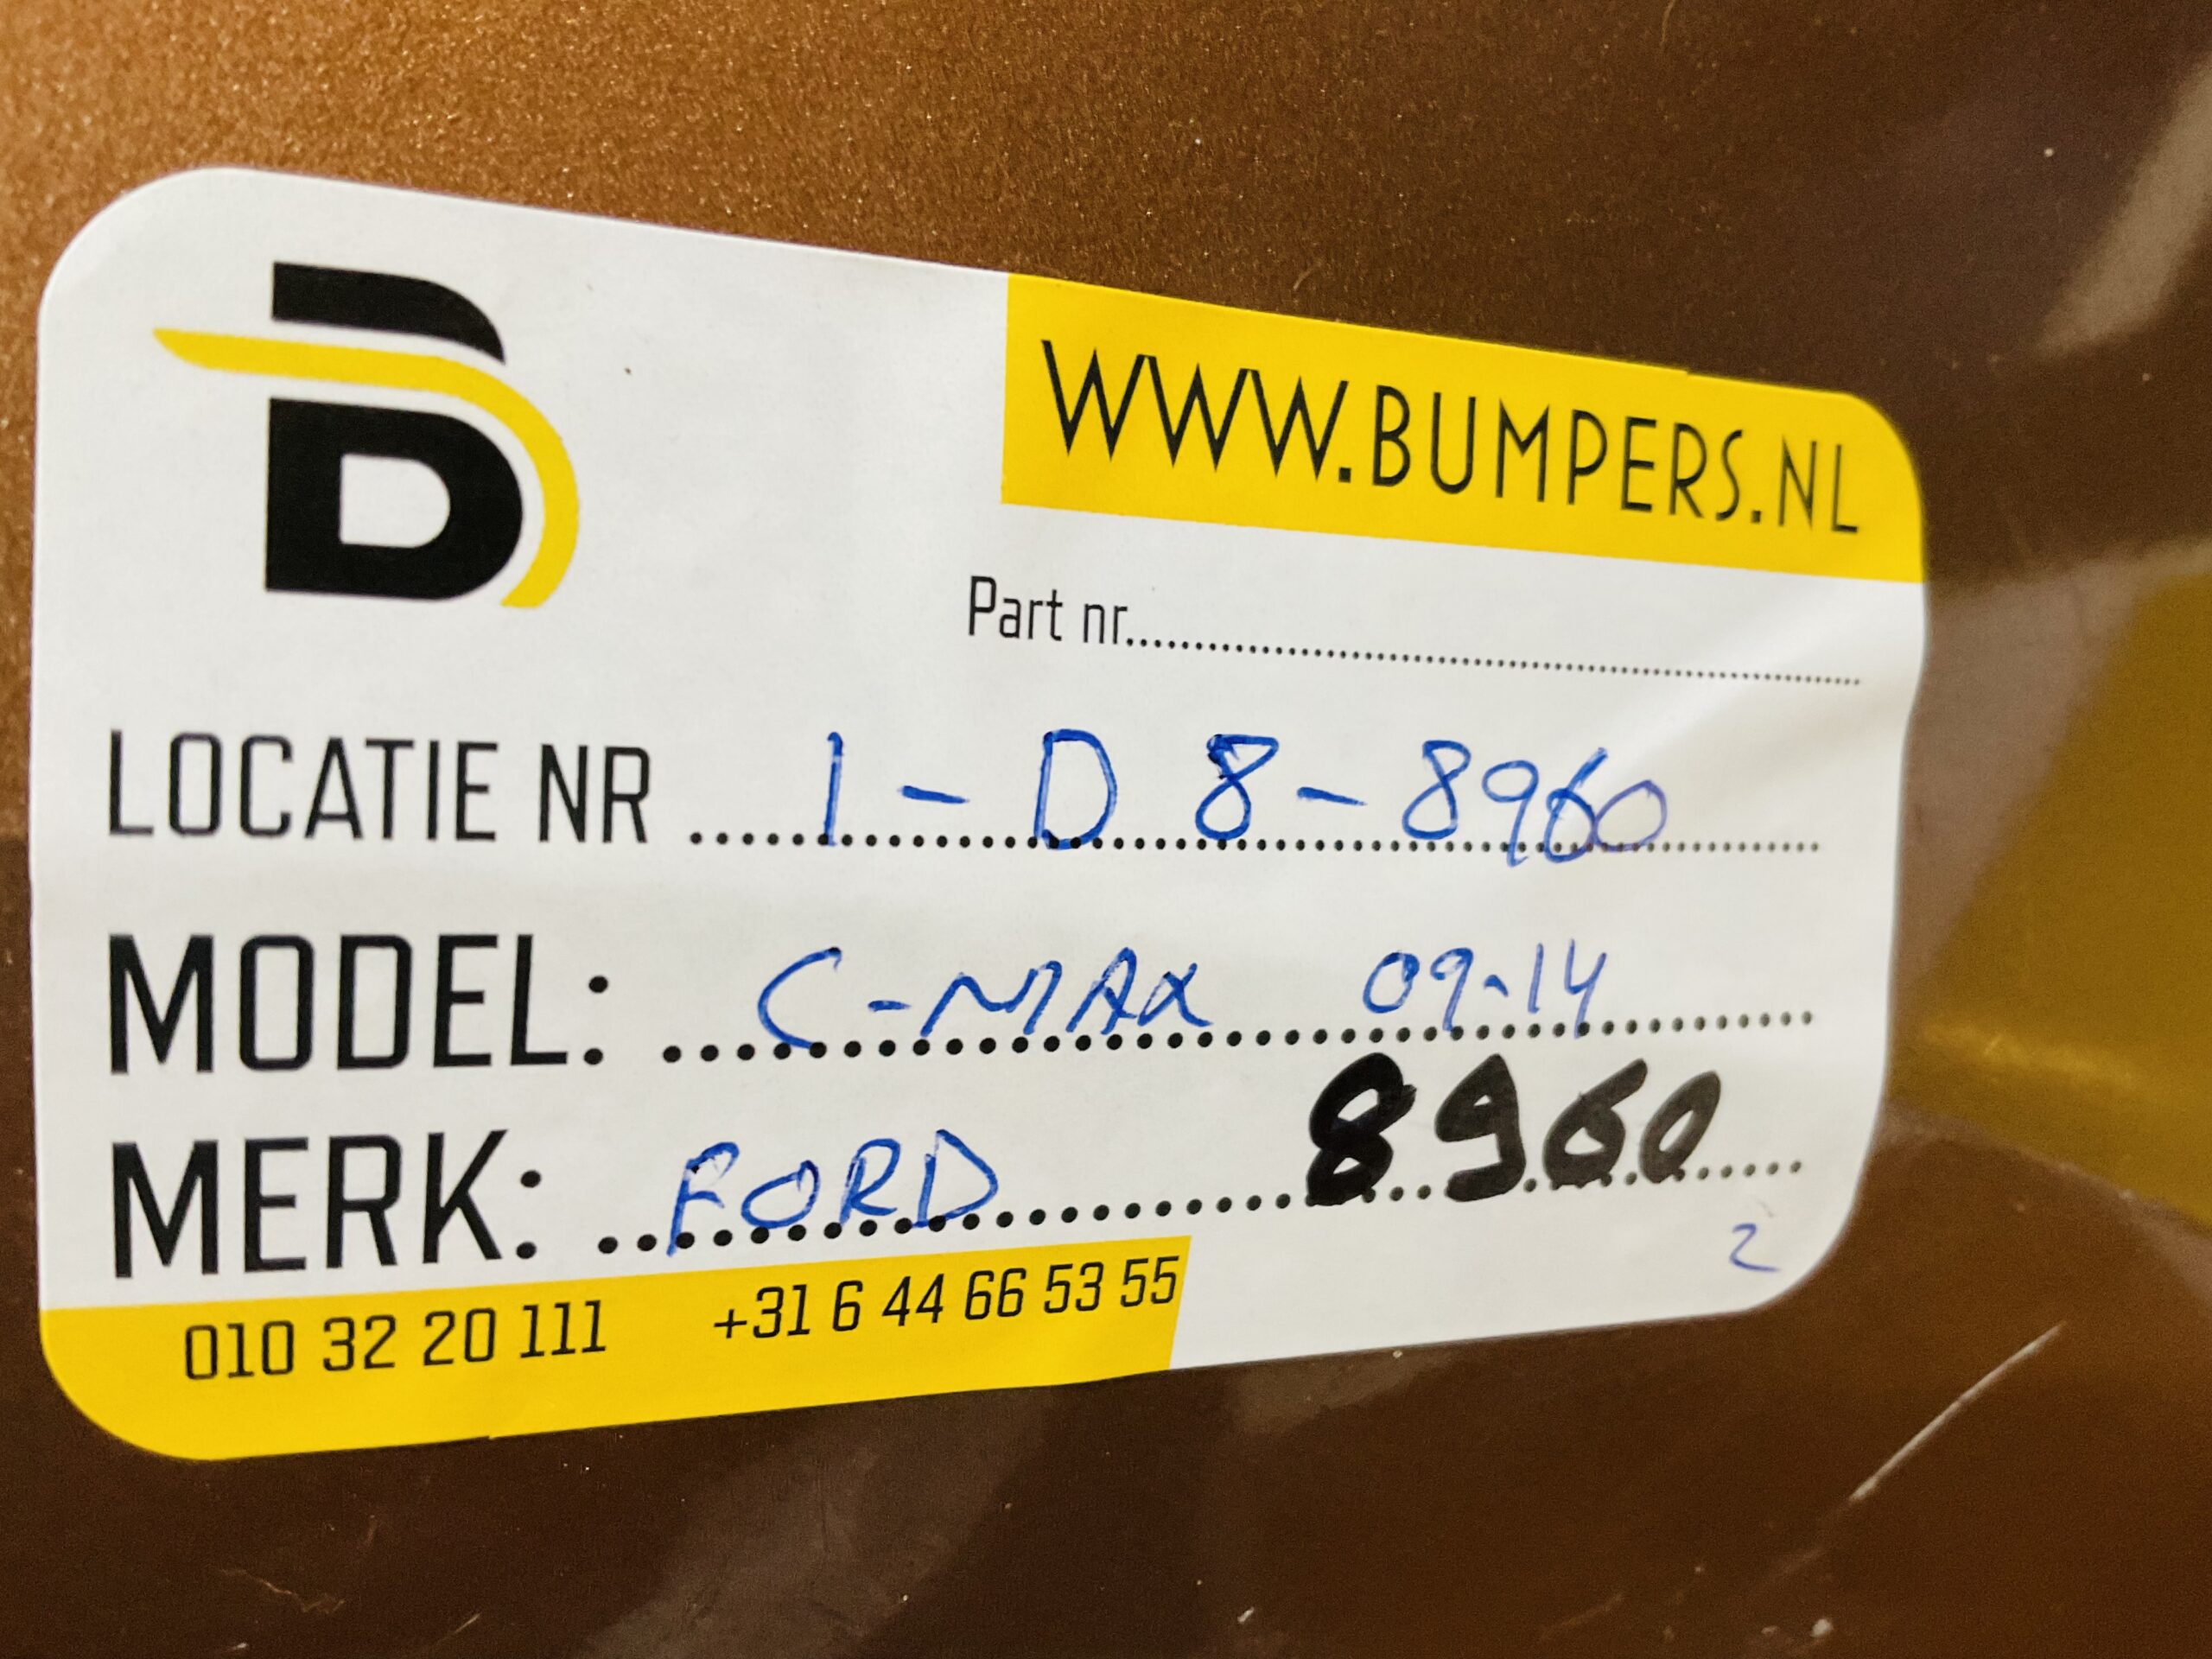 B
WWW.BUMPERS.NL
Part nr..........
LOCATIE NR .......... 1-D 8-8960
MODEL: .......... C-MAX 09-14
MERK: .......... FORD 8960
2
010 32 20 111 +31 6 44 66 53 55